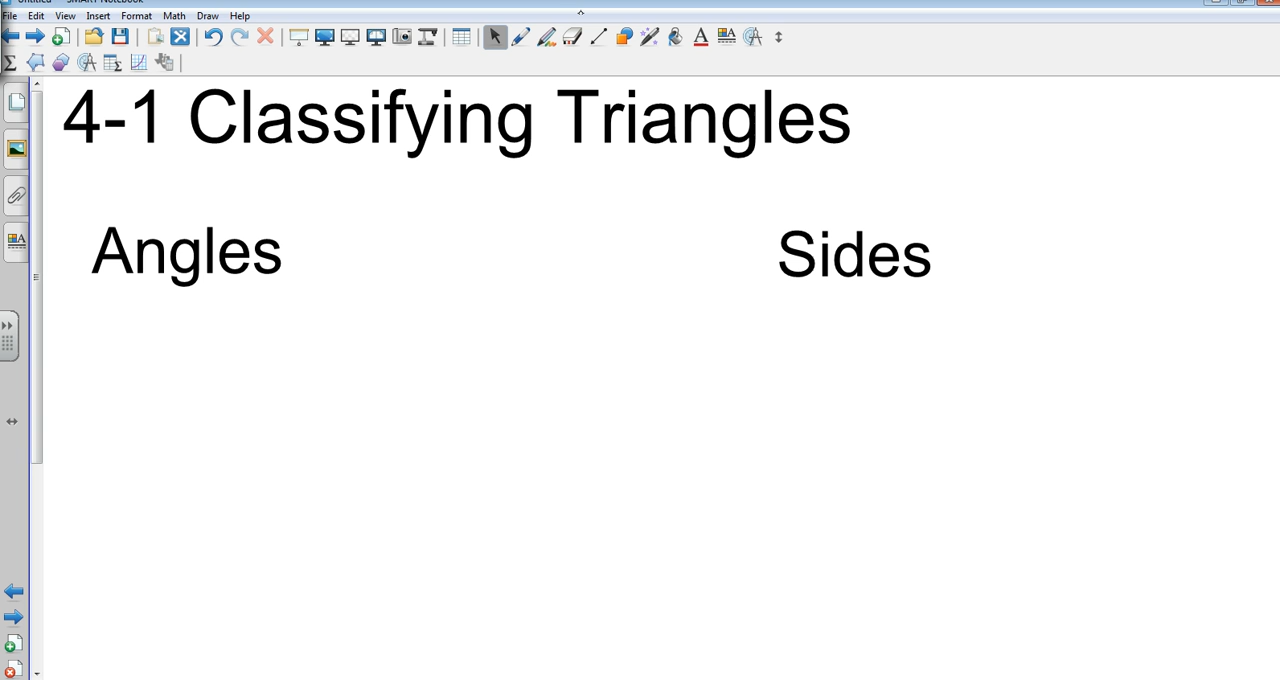 File Edit View Insert Format Math Draw Help
4-1 Classifying Triangles
Angles
Sides